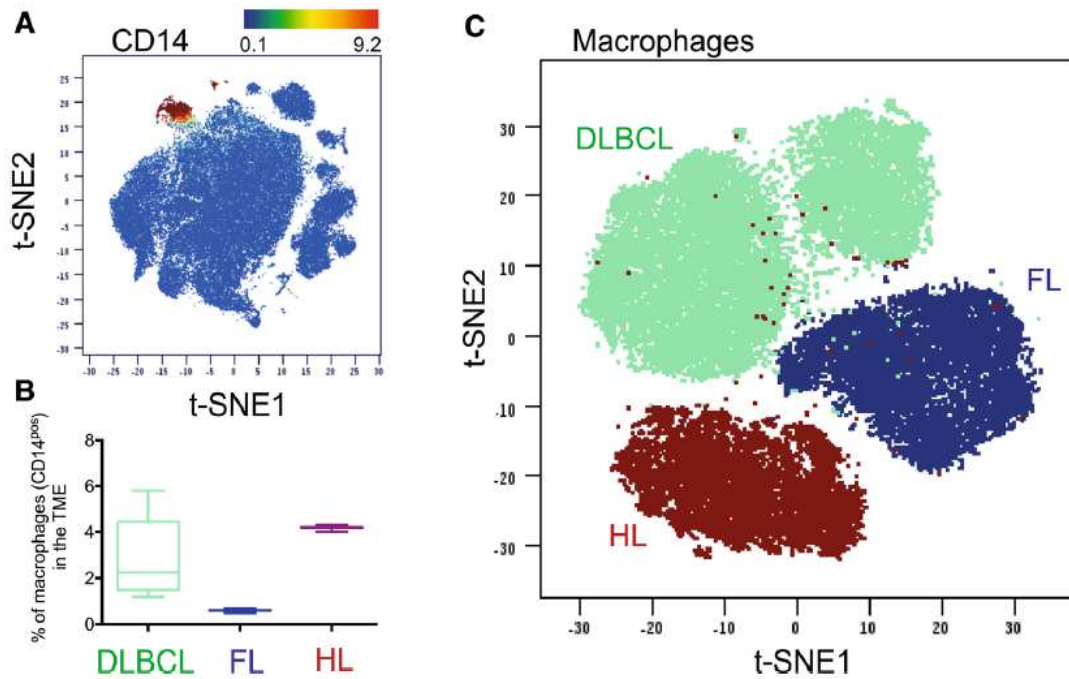 A
CD14
0.1 9.2
t-SNE2
25
20
15
10
5
0
-5
-10
-15
-20
-25
-30
-30 -25 -20 -15 -10 -5 0 5 10 15 20 25 30
t-SNE1
B
% of macrophages (CD14pos)
in the TME
8
6
4
2
0
DLBCL FL HL
C
Macrophages
t-SNE2
30
20
10
0
-10
-20
-30
DLBCL
FL
HL
-30 -20 -10 0 10 20 30
t-SNE1